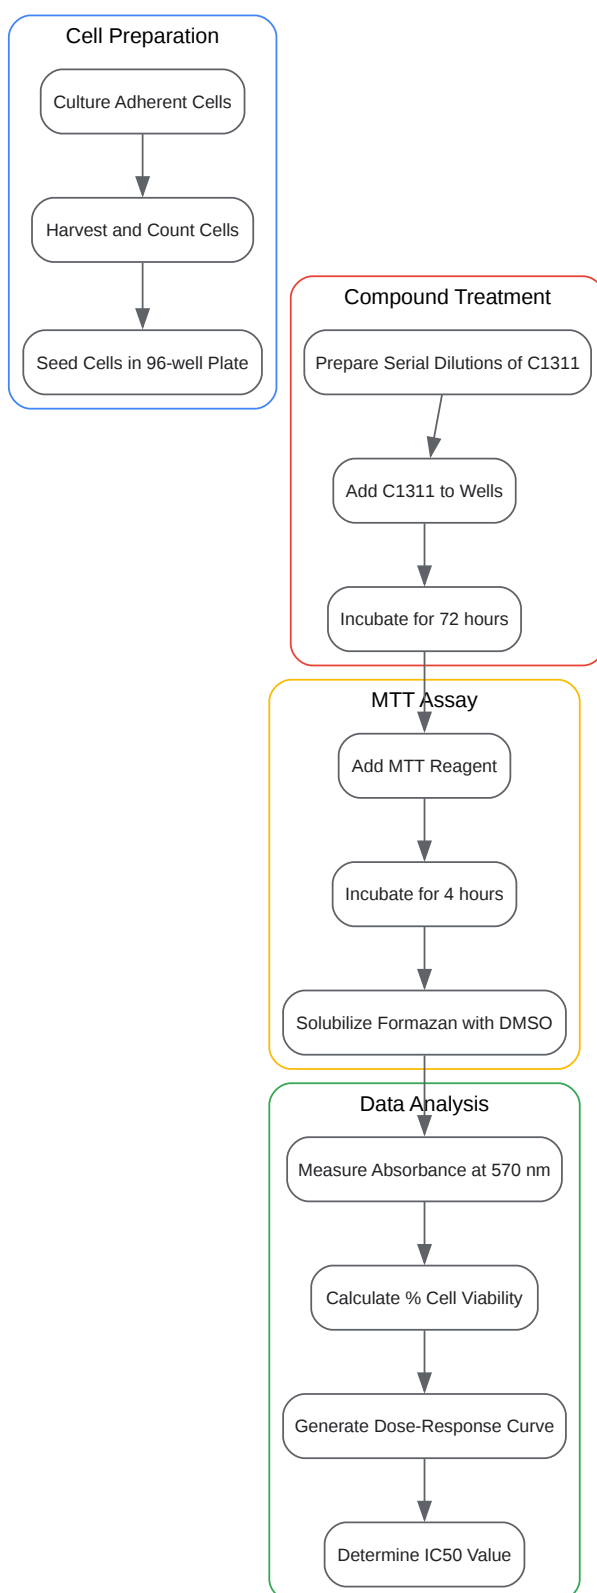 Cell Preparation
Culture Adherent Cells
Harvest and Count Cells
Seed Cells in 96-well Plate
Compound Treatment
Prepare Serial Dilutions of C1311
Add C1311 to Wells
Incubate for 72 hours
MTT Assay
Add MTT Reagent
Incubate for 4 hours
Solubilize Formazan with DMSO
Data Analysis
Measure Absorbance at 570 nm
Calculate % Cell Viability
Generate Dose-Response Curve
Determine IC50 Value